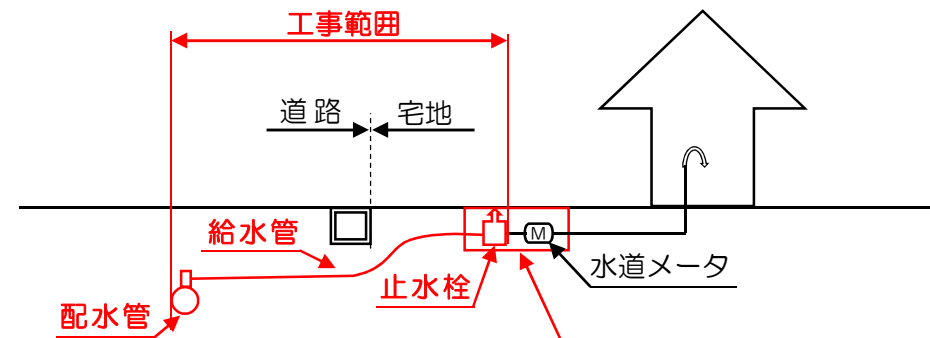 工事範囲
道路
宅地
給水管
M
水道メータ
止水栓
配水管